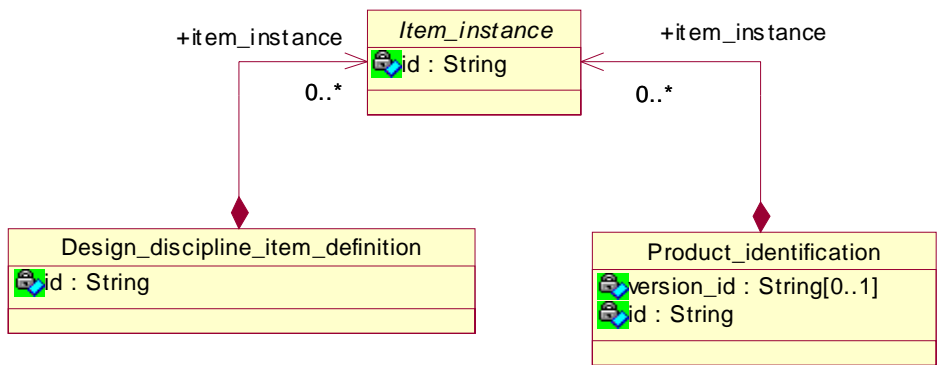 Item_instance
id : String
+item_instance
0..*
+item_instance
0..*
Design_discipline_item_definition
id : String
Product_identification
version_id : String[0..1]
id : String